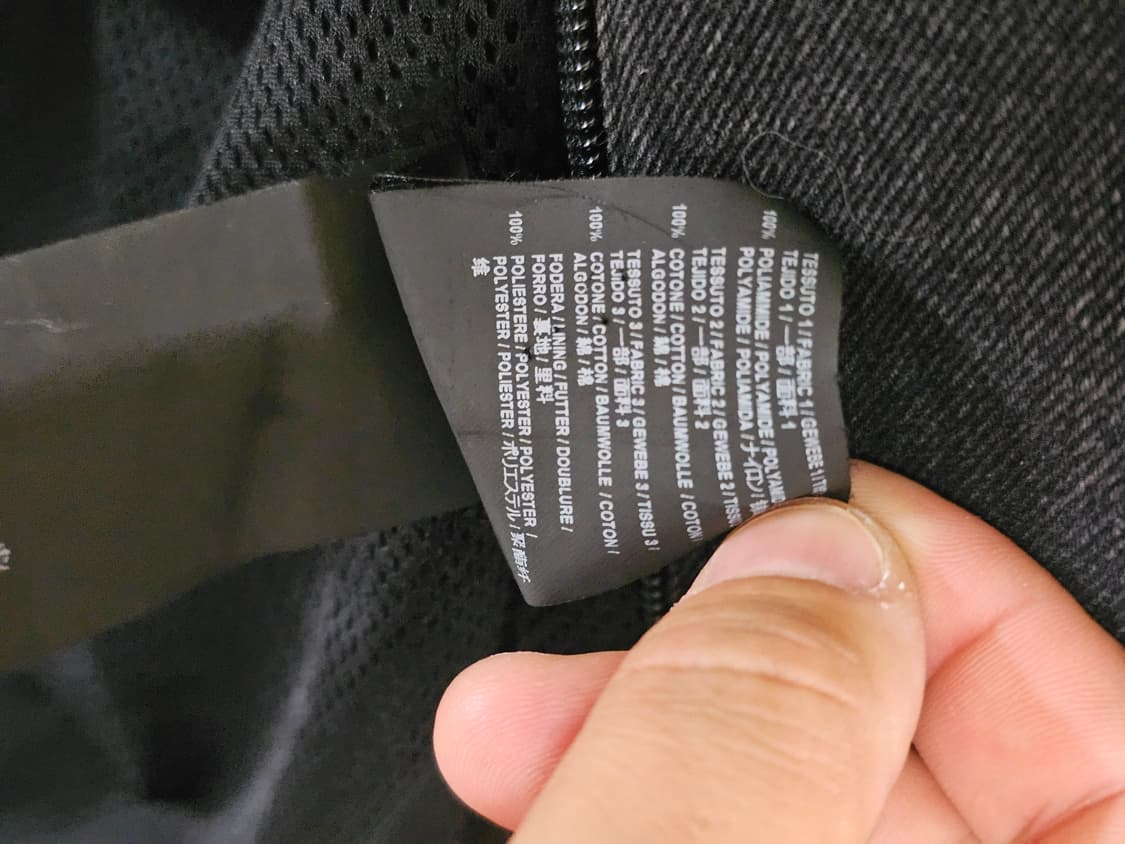 TESSUTO 1 / FABRIC 1 / GEWEBE 1 /
TEJIDO 1 / 一部 / 面料 1
100% POLIAMMIDE / POLYAMIDE /
POLYAMIDE / POLIAMIDA / ナイロン /
TESSUTO 2 / FABRIC 2 / GEWEBE 2 /
TEJIDO 2 / 一部 / 面料 2
100% COTONE / COTTON / BAUMWOLLE /
ALGODON / 綿 / 棉
TESSUTO 3 / FABRIC 3 / GEWEBE 3 / TISSU 3 /
TEJIDO 3 / 一部 / 面料 3
100% COTONE / COTTON / BAUMWOLLE / COTON /
ALGODON / 綿 / 棉
FODERA / LINING / FUTTER / DOUBLURE /
FORRO / 裏地 / 里料
100% POLIESTERE / POLYESTER / POLYESTER /
POLYESTER / POLIESTER / ポリエステル / 聚酯纤
维